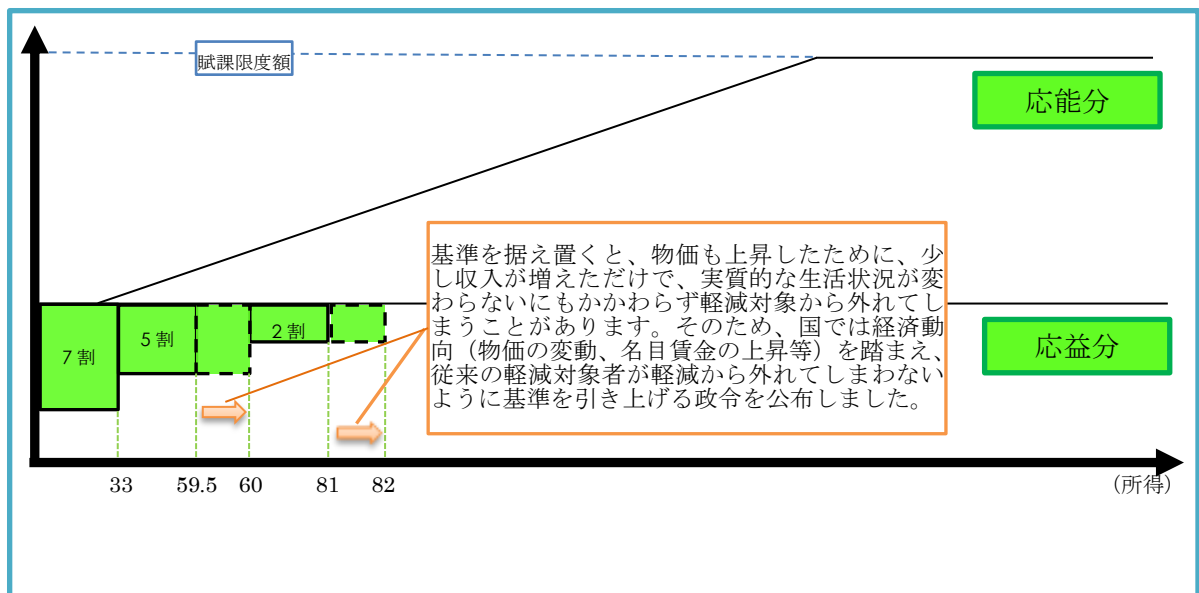 賦課限度額
応能分
基準を据え置くと、物価も上昇したために、少
し収入が増えただけで、実質的な生活状況が変
わらないにもかかわらず軽減対象から外れてし
まうことがあります。そのため、国では経済動
向（物価の変動、名目賃金の上昇等）を踏まえ、
従来の軽減対象者が軽減から外れてしまわない
ように基準を引き上げる政令を公布しました。
7割
5割
2割
応益分
33 59.5 60 81 82
（所得）